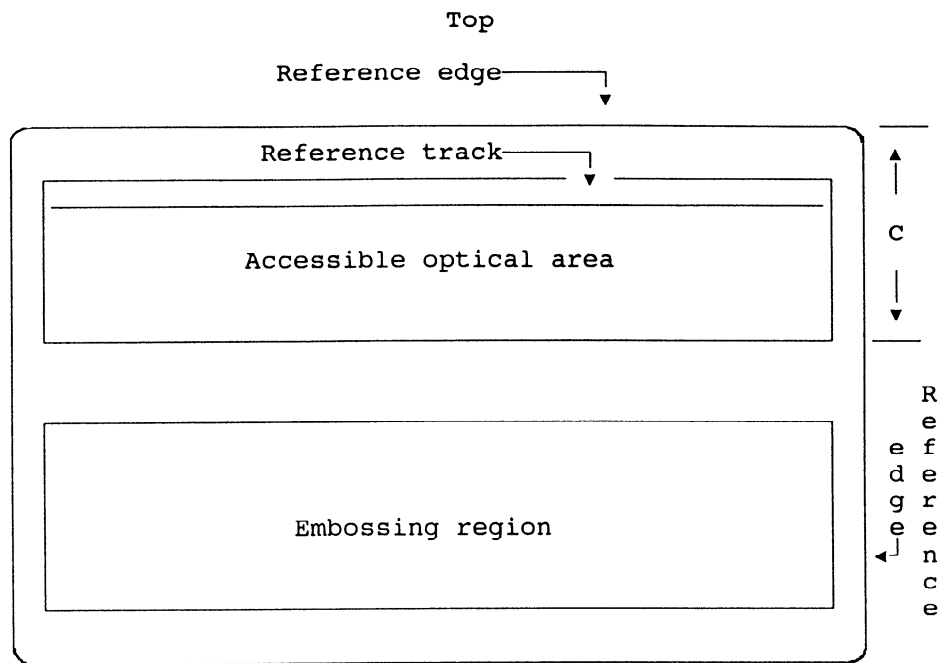 Top
Reference edge
Reference track
Accessible optical area
C
Embossing region
Reference
edge